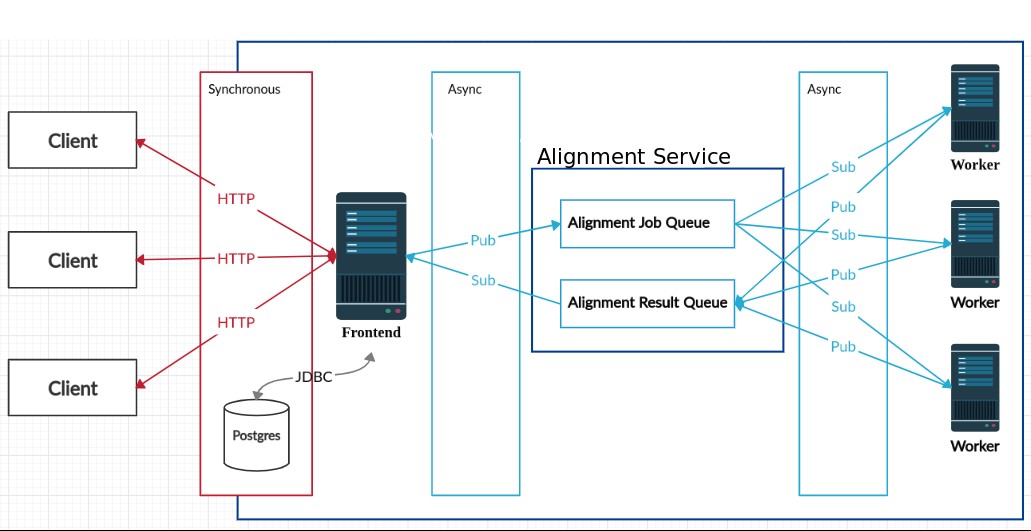 Synchronous
Async
Async
Client
Client
Client
HTTP
HTTP
HTTP
Frontend
JDBC
Postgres
Pub
Sub
Alignment Service
Alignment Job Queue
Alignment Result Queue
Sub
Pub
Sub
Pub
Sub
Pub
Worker
Worker
Worker